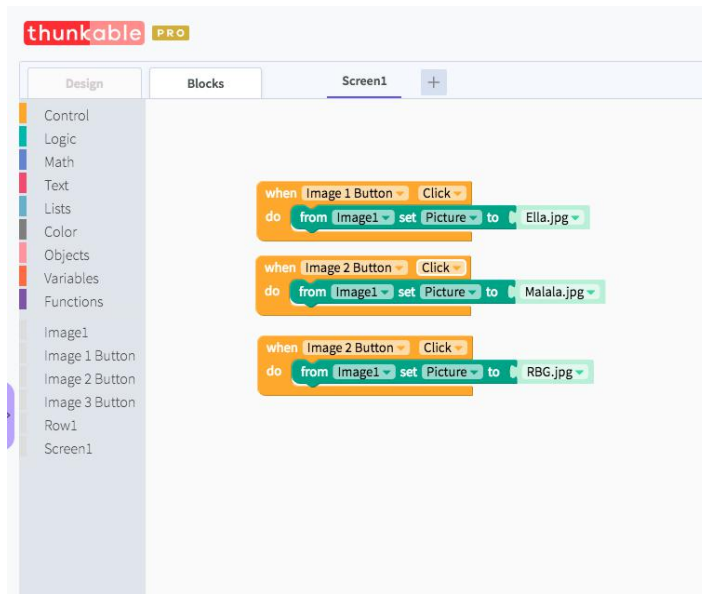 thunkable PRO
Design Blocks Screen1 +
Control
Logic
Math
Text
Lists
Color
Objects
Variables
Functions
Image1
Image 1 Button
Image 2 Button
Image 3 Button
Row1
Screen1
when Image 1 Button Click
do from Image1 set Picture to Ella.jpg
when Image 2 Button Click
do from Image1 set Picture to Malala.jpg
when Image 2 Button Click
do from Image1 set Picture to RBG.jpg